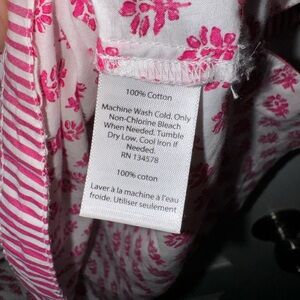 100% Cotton
Machine Wash Cold. Only
Non-Chlorine Bleach
When Needed. Tumble
Dry Low. Cool Iron if
Needed.
RN 134578
100% coton
Laver à la machine à l'eau
froide. Utiliser seulement